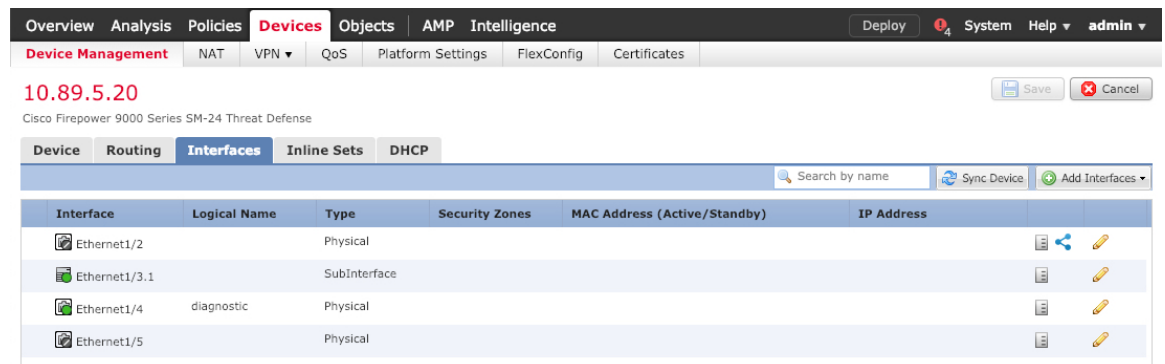 Overview Analysis Policies Devices Objects AMP Intelligence Deploy 4 System Help admin
Device Management NAT VPN QoS Platform Settings FlexConfig Certificates
10.89.5.20 Save Cancel
Cisco Firepower 9000 Series SM-24 Threat Defense
Device Routing Interfaces Inline Sets DHCP
Search by name Sync Device Add Interfaces
Interface Logical Name Type Security Zones MAC Address (Active/Standby) IP Address
Ethernet1/2 Physical
Ethernet1/3.1 SubInterface
Ethernet1/4 diagnostic Physical
Ethernet1/5 Physical